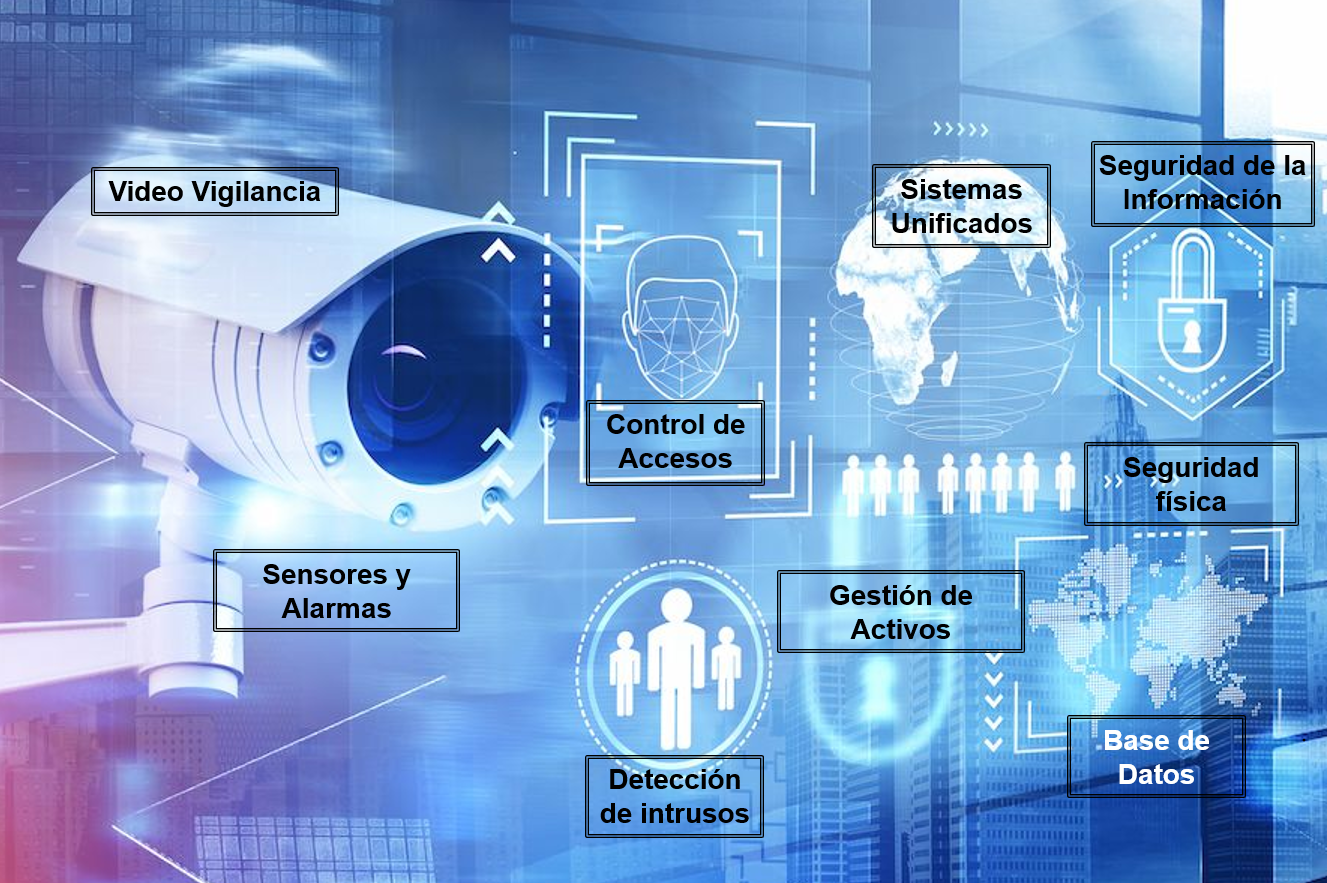 Video Vigilancia
Sistemas
Unificados
Seguridad de la
Información
Control de
Accesos
Seguridad
física
Sensores y
Alarmas
Gestión de
Activos
Base de
Datos
Detección
de intrusos